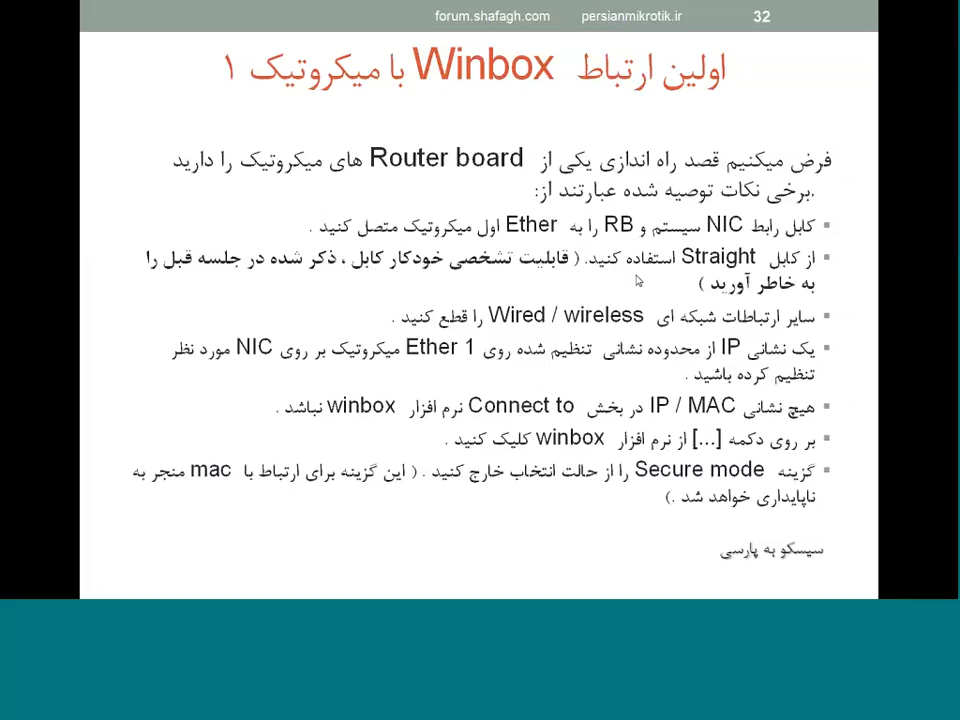 forum.shafagh.com persianmikrotik.ir 32
اولین ارتباط Winbox با میکروتیک ۱
فرض میکنیم قصد راه اندازی یکی از Router board های میکروتیک را دارید
.برخی نکات توصیه شده عبارتند از:
کابل رابط NIC سیستم و RB را به Ether اول میکروتیک متصل کنید .
از کابل Straight استفاده کنید. ( قابلیت تشخصی خودکار کابل ، ذکر شده در جلسه قبل را
به خاطر آورید )
سایر ارتباطات شبکه ای Wired / wireless را قطع کنید .
یک نشانی IP از محدوده نشانی تنظیم شده روی Ether 1 میکروتیک بر روی NIC مورد نظر
تنظیم کرده باشید .
هیچ نشانی IP / MAC در بخش Connect to نرم افزار winbox نباشد .
بر روی دکمه [...] از نرم افزار winbox کلیک کنید .
گزینه Secure mode را از حالت انتخاب خارج کنید . ( این گزینه برای ارتباط با mac منجر به
ناپایداری خواهد شد .)
سیسکو به پارسی